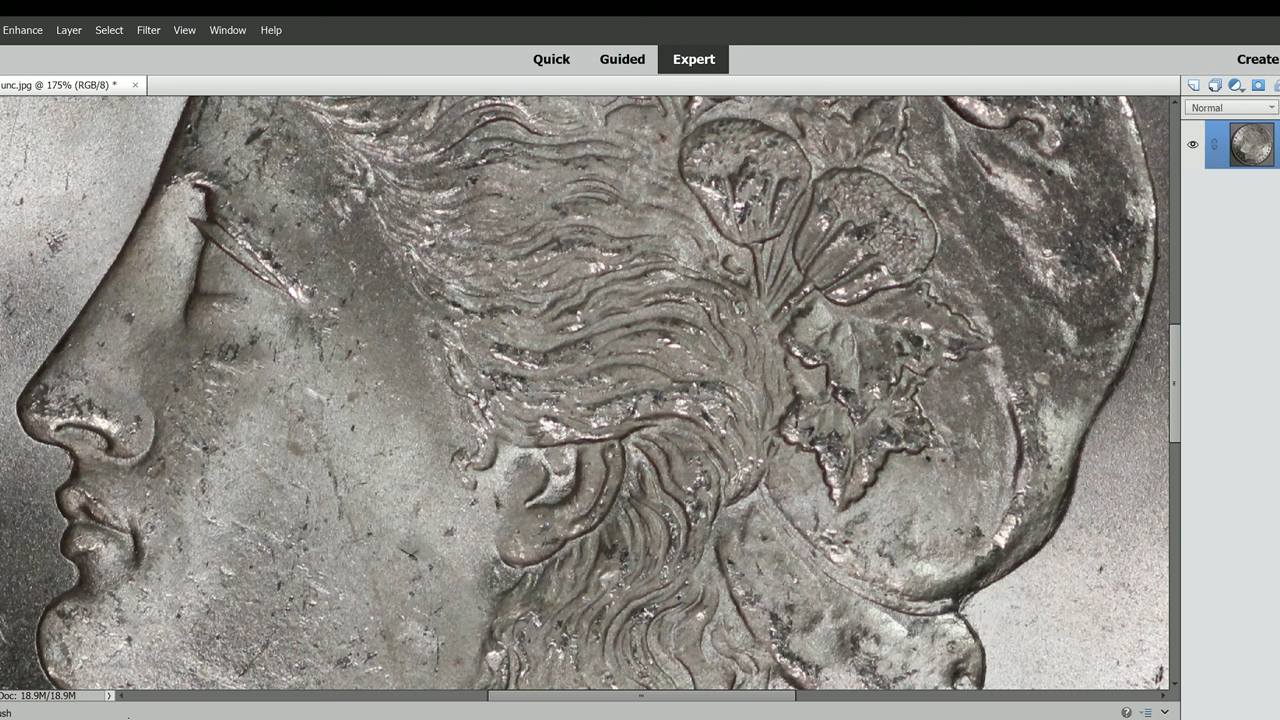 Enhance Layer Select Filter View Window Help
Quick Guided Expert Create
unc.jpg @ 175% (RGB/8) * ×
Normal
Doc: 18.9M/18.9M
ush